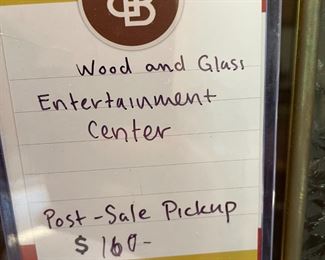 Wood and Glass
Entertainment
Center
Post-Sale Pickup
$160-